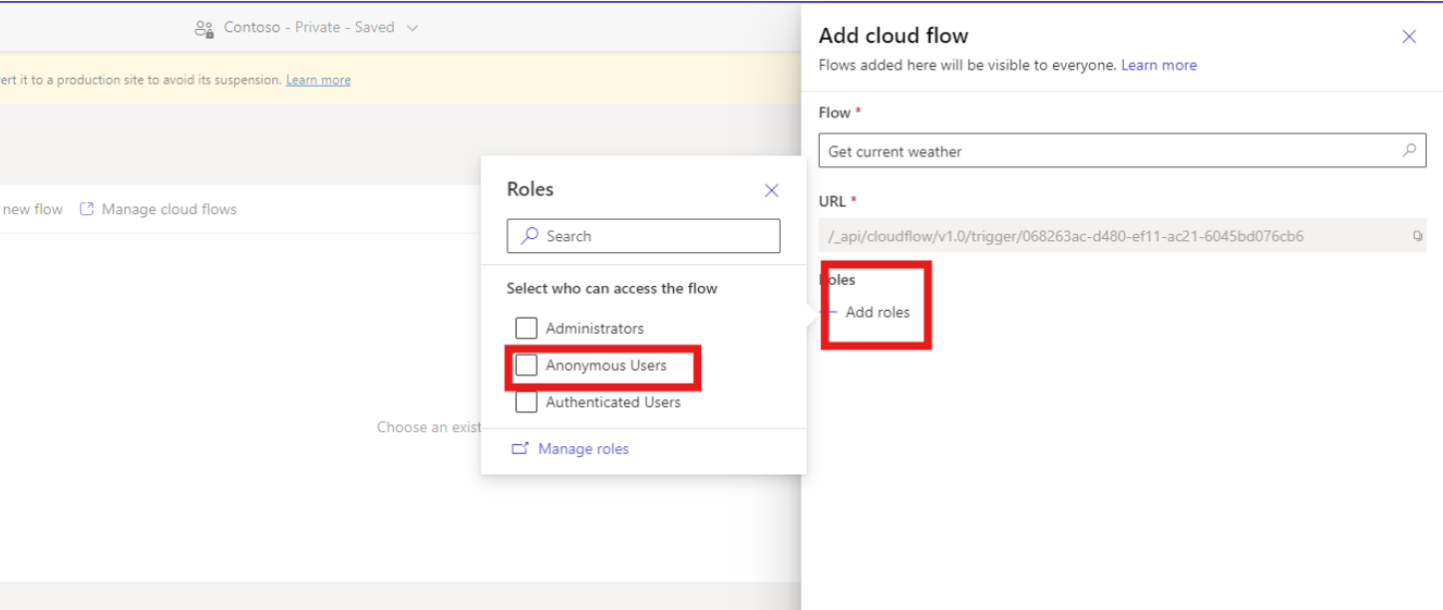 Contoso - Private - Saved
ert it to a production site to avoid its suspension. Learn more
new flow Manage cloud flows
Choose an exist
Roles
Search
Select who can access the flow
Administrators
Anonymous Users
Authenticated Users
Manage roles
Add cloud flow
Flows added here will be visible to everyone. Learn more
Flow *
Get current weather
URL *
/_api/cloudflow/v1.0/trigger/068263ac-d480-ef11-ac21-6045bd076cb6
oles
Add roles